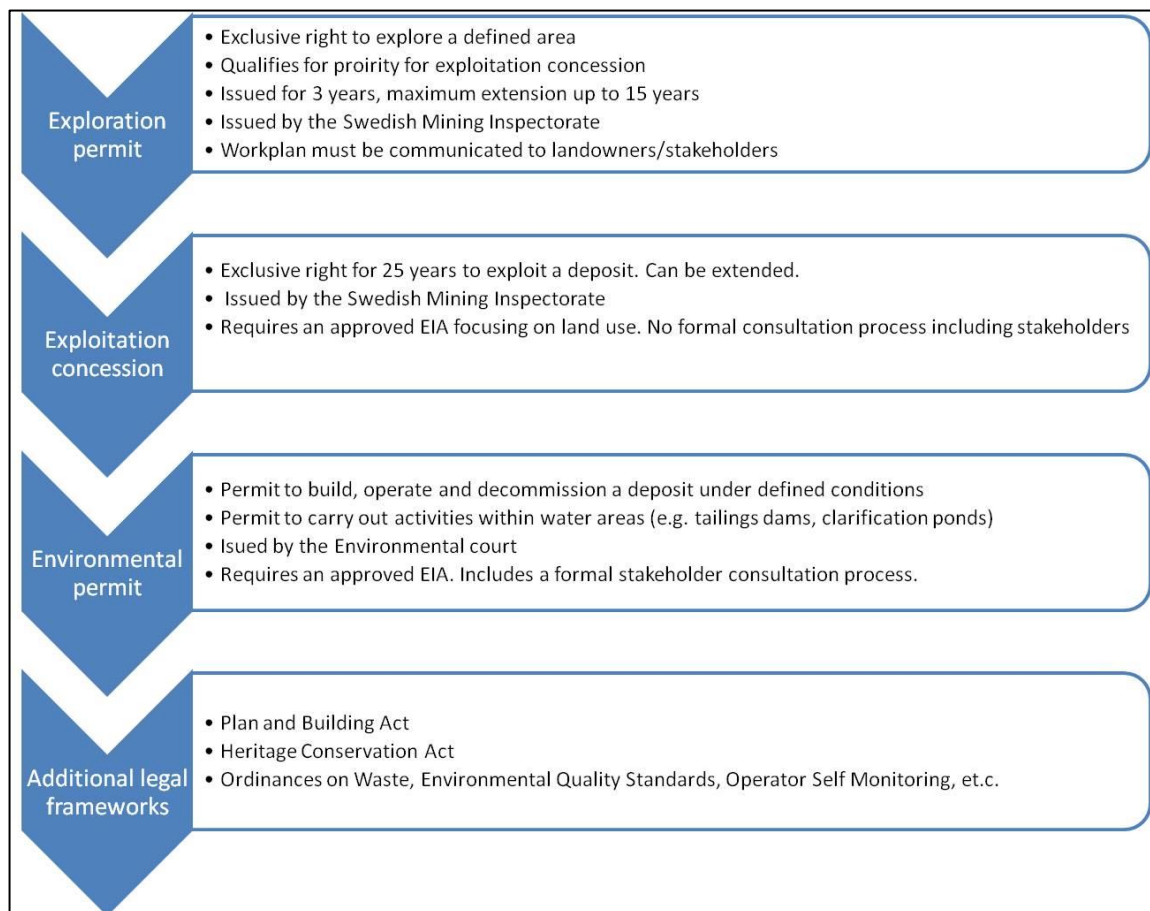 Exploration
permit
• Exclusive right to explore a defined area
• Qualifies for proirity for exploitation concession
• Issued for 3 years, maximum extension up to 15 years
• Issued by the Swedish Mining Inspectorate
• Workplan must be communicated to landowners/stakeholders
Exploitation
concession
• Exclusive right for 25 years to exploit a deposit. Can be extended.
• Issued by the Swedish Mining Inspectorate
• Requires an approved EIA focusing on land use. No formal consultation process including stakeholders
Environmental
permit
• Permit to build, operate and decommission a deposit under defined conditions
• Permit to carry out activities within water areas (e.g. tailings dams, clarification ponds)
• Isued by the Environmental court
• Requires an approved EIA. Includes a formal stakeholder consultation process.
Additional legal
frameworks
• Plan and Building Act
• Heritage Conservation Act
• Ordinances on Waste, Environmental Quality Standards, Operator Self Monitoring, et.c.